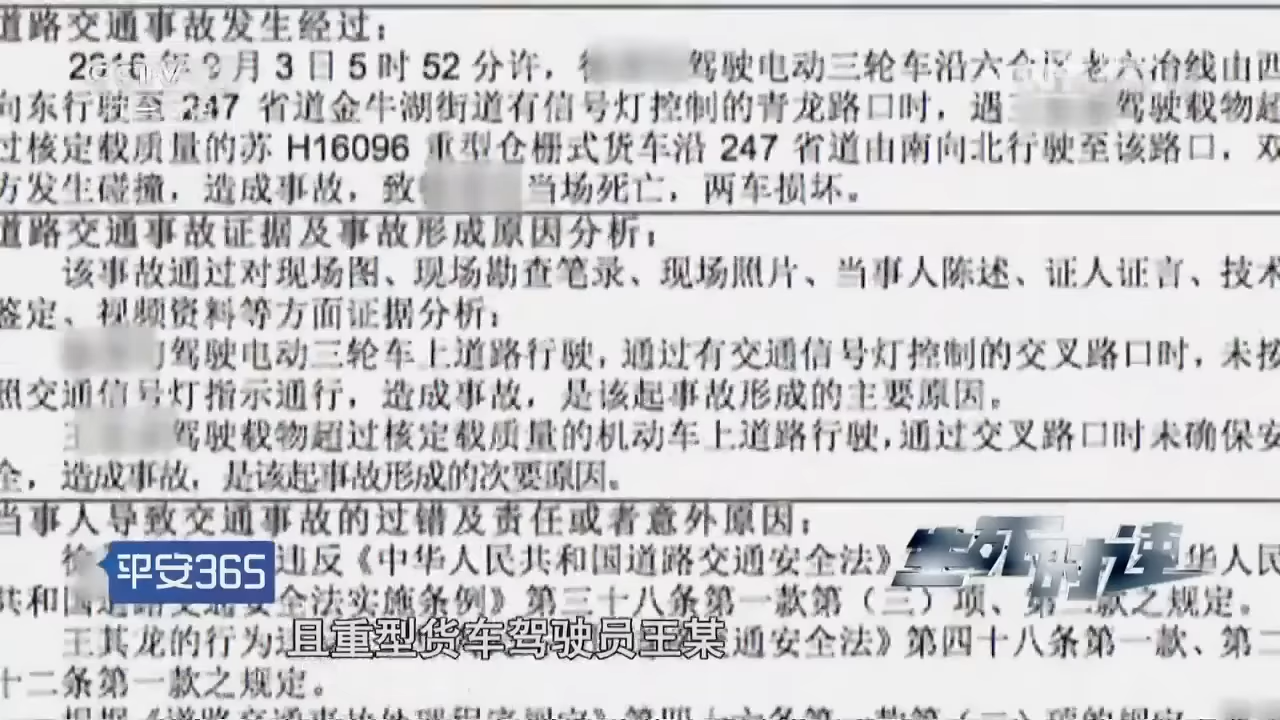 道路交通事故发生经过：
2016年9月3日5时52分许，徐 驾驶电动三轮车沿六合区老六冶线由西
向东行驶至 247 省道金牛湖街道有信号灯控制的青龙路口时，遇王 驾驶载物超
过核定载质量的苏 H16096 重型仓栅式货车沿 247 省道由南向北行驶至该路口，双
方发生碰撞，造成事故，致 当场死亡，两车损坏。
道路交通事故证据及事故形成原因分析：
该事故通过对现场图、现场勘查笔录、现场照片、当事人陈述、证人证言、技术
鉴定、视频资料等方面证据分析：
驾驶电动三轮车上道路行驶，通过有交通信号灯控制的交叉路口时，未按
照交通信号灯指示通行，造成事故，是该起事故形成的主要原因。
王 驾驶载物超过核定载质量的机动车上道路行驶，通过交叉路口时未确保安
全，造成事故，是该起事故形成的次要原因。
当事人导致交通事故的过错及责任或者意外原因：
徐 违反《中华人民共和国道路交通安全法》 华人民
共和国道路交通安全法实施条例》第三十八条第一款第（三）项、第二款之规定。
王其龙的行为违 通安全法》第四十八条第一款、第二
十二条第一款之规定。
平安365
生死时速
且重型货车驾驶员王某